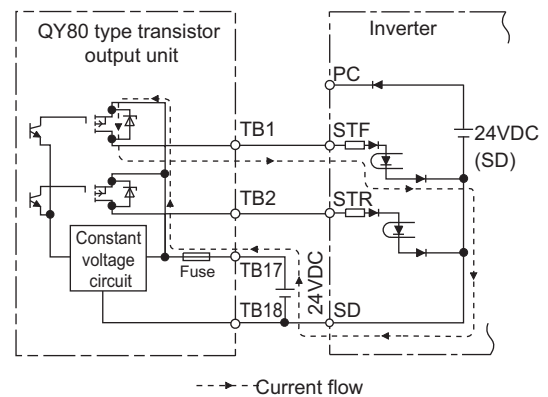 QY80 type transistor
output unit
Inverter
PC
TB1
STF
24VDC
(SD)
TB2
STR
Constant
voltage
circuit
Fuse
TB17
24VDC
TB18
SD
Current flow